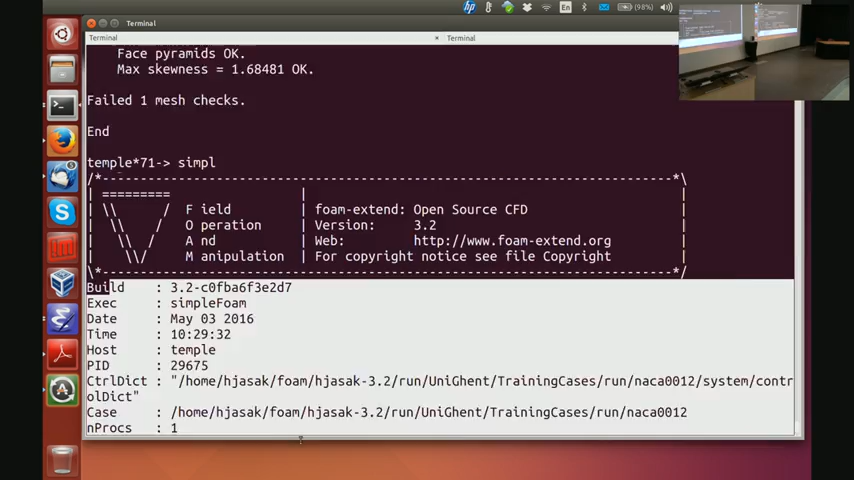 En
(98%)
Terminal
Terminal
Terminal
Face pyramids OK.
Max skewness = 1.68481 OK.
Failed 1 mesh checks.
End
temple*71-> simpl
/*---------------------------------------------------------------------------*\
| ========= | |
| \\ / F ield | foam-extend: Open Source CFD |
| \\ / O peration | Version: 3.2 |
| \\ / A nd | Web: http://www.foam-extend.org |
| \\/ M anipulation | For copyright notice see file Copyright |
\*---------------------------------------------------------------------------*/
Build : 3.2-c0fba6f3e2d7
Exec : simpleFoam
Date : May 03 2016
Time : 10:29:32
Host : temple
PID : 29675
CtrlDict : "/home/hjasak/foam/hjasak-3.2/run/UniGhent/TrainingCases/run/naca0012/system/contr
olDict"
Case : /home/hjasak/foam/hjasak-3.2/run/UniGhent/TrainingCases/run/naca0012
nProcs : 1